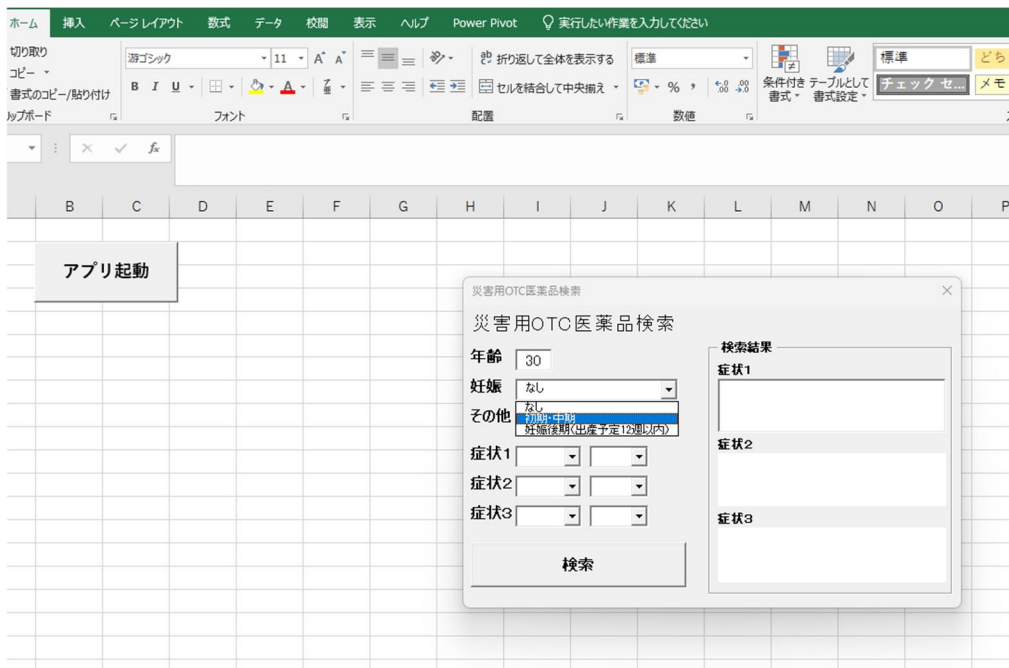 ホーム 挿入 ページ レイアウト 数式 データ 校閲 表示 ヘルプ Power Pivot 実行したい作業を入力してください
切り取り
コピー
書式のコピー/貼り付け
游ゴシック 11 A A
B I U A
ab 折り返して全体を表示する
セルを結合して中央揃え
標準
% , .0 .00
条件付き 書式
テーブルとして 書式設定
標準 どち
チェック セ... メモ
ップボード フォント 配置 数値
fx
B C D E F G H I J K L M N O P
アプリ起動
災害用OTC医薬品検索
災害用OTC医薬品検索
年齢 30
妊娠 なし
その他
なし
初期・中期
妊娠後期(出産予定12週以内)
症状1
症状2
症状3
検索
検索結果
症状1
症状2
症状3